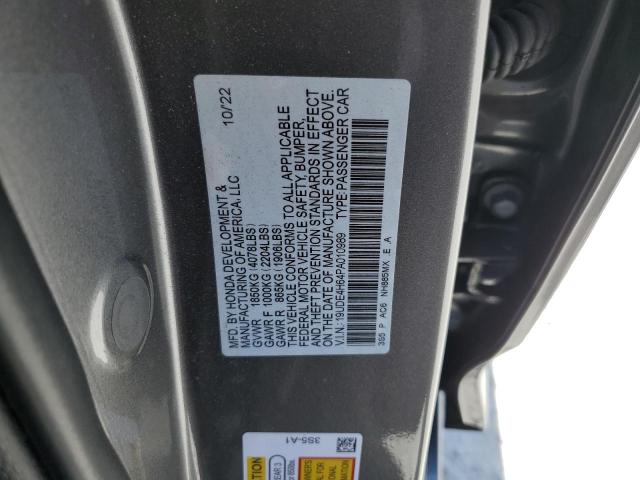 MFD. BY HONDA DEVELOPMENT & 10/22
MANUFACTURING OF AMERICA, LLC
GVWR 1850KG (4078LBS)
GAWR F 1000KG (2204LBS)
GAWR R 865KG (1906LBS)
THIS VEHICLE CONFORMS TO ALL APPLICABLE
FEDERAL MOTOR VEHICLE SAFETY, BUMPER,
AND THEFT PREVENTION STANDARDS IN EFFECT
ON THE DATE OF MANUFACTURE SHOWN ABOVE.
V.I.N.: 19UDE4H64PA010989 TYPE:PASSENGER CAR
3S5 P AC6 NH885MX E A
3S5-A1